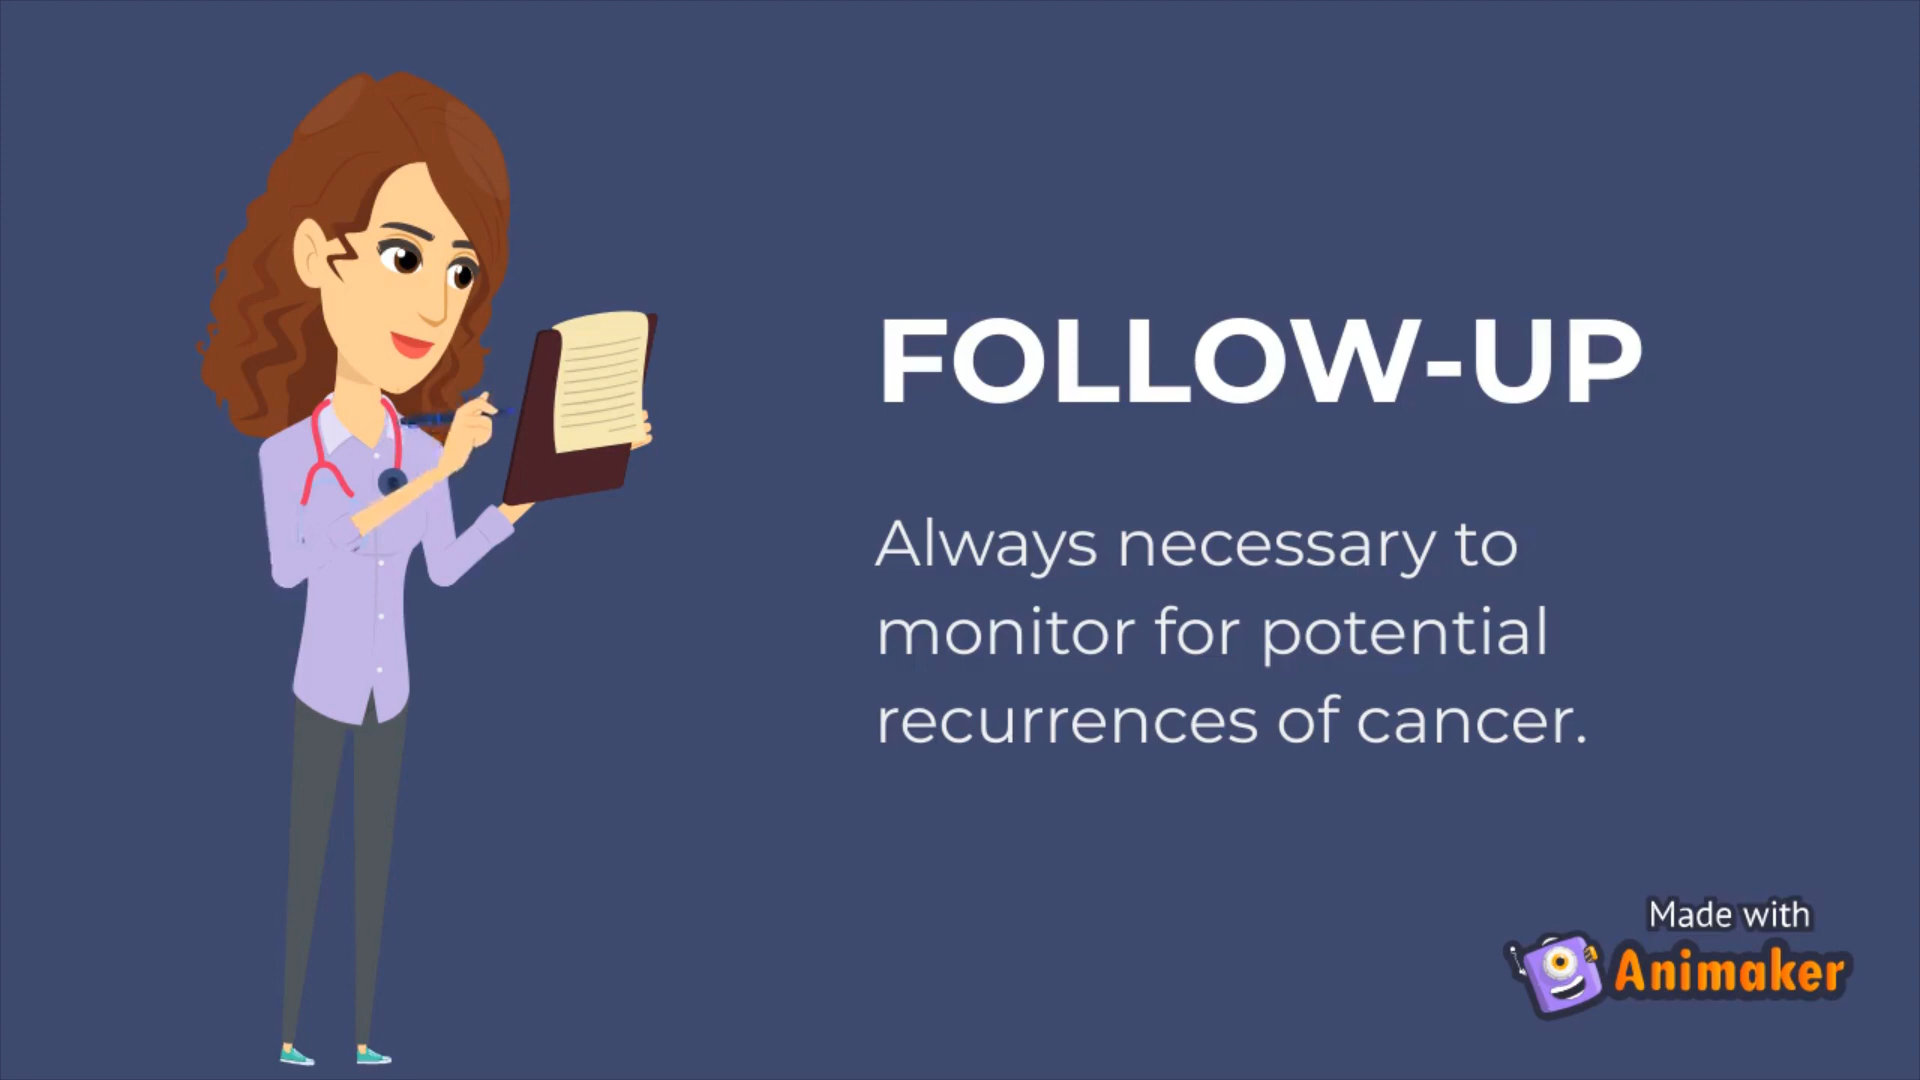 FOLLOW-UP
Always necessary to
monitor for potential
recurrences of cancer.
Made with
Animaker